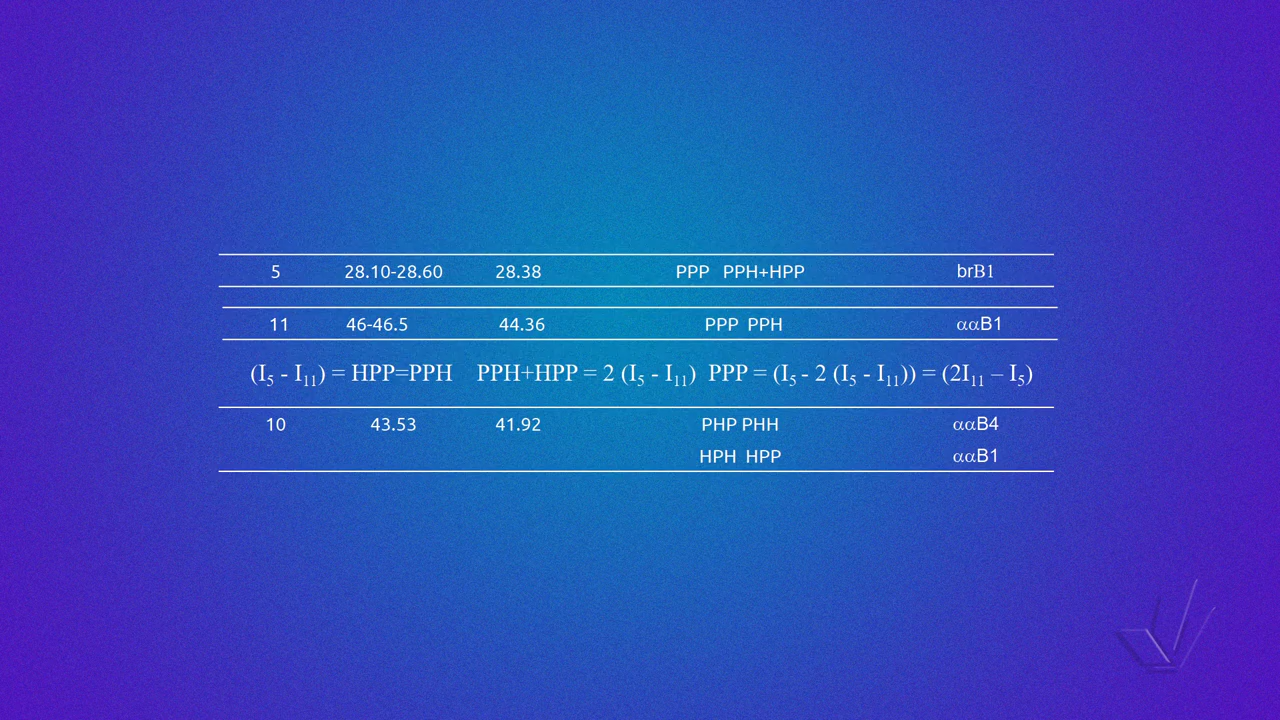 5 28.10-28.60 28.38 PPP PPH+HPP brB1
11 46-46.5 44.36 PPP PPH ααB1
(I₅ - I₁₁) = HPP=PPH PPH+HPP = 2 (I₅ - I₁₁) PPP = (I₅ - 2 (I₅ - I₁₁)) = (2I₁₁ – I₅)
10 43.53 41.92 PHP PHH ααB4
HPH HPP ααB1